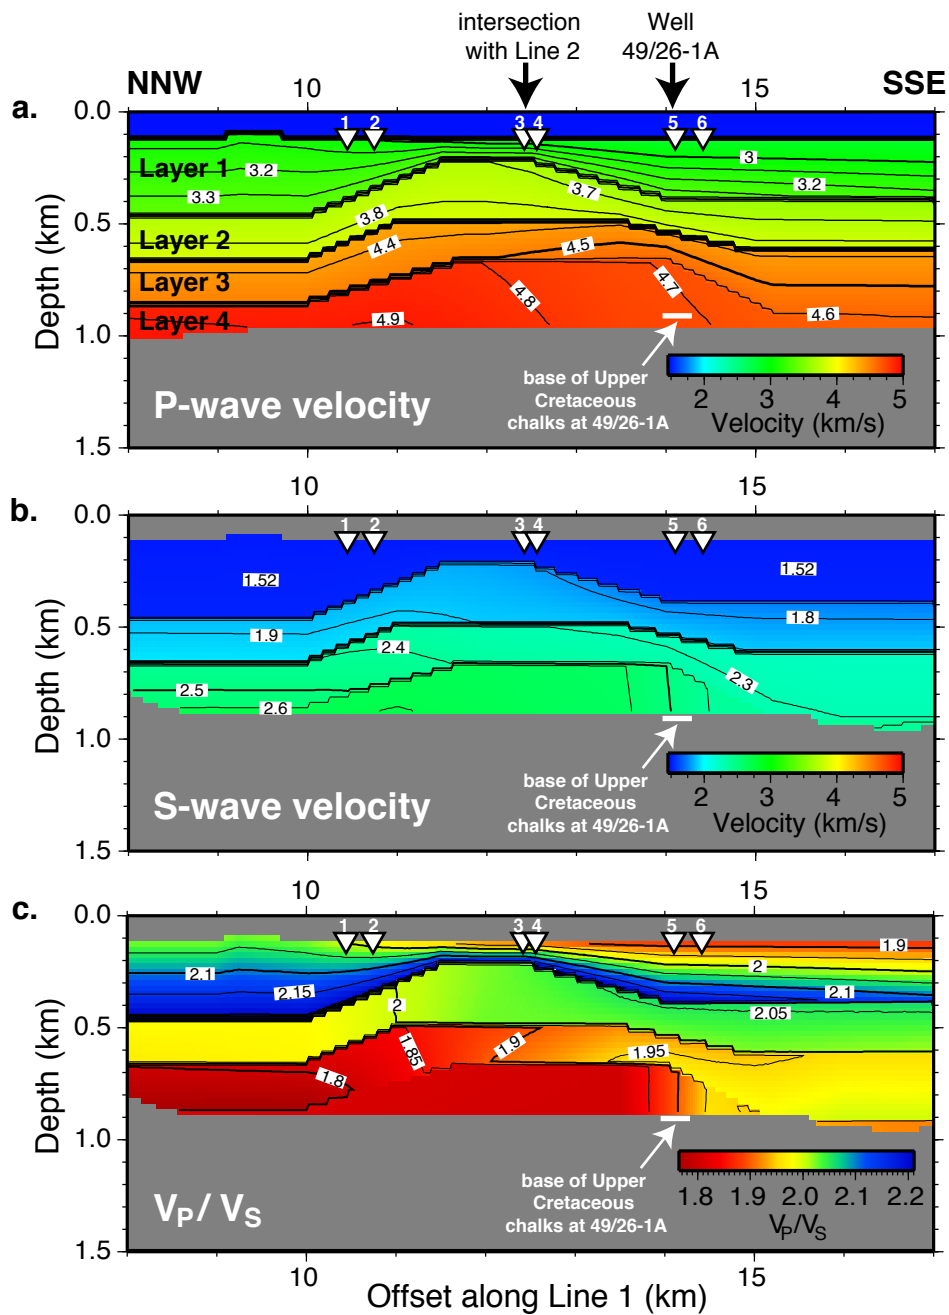 intersection
with Line 2
Well
49/26-1A
NNW
10
15
SSE
a.
0.0
0.5
1.0
1.5
Depth (km)
1
2
3
4
5
6
Layer 1
Layer 2
Layer 3
Layer 4
3.2
3.3
3.8
4.4
4.9
3.7
4.5
4.8
4.7
3
3.2
4.6
base of Upper
Cretaceous
chalks at 49/26-1A
P-wave velocity
2
3
4
5
Velocity (km/s)
10
15
b.
0.0
0.5
1.0
1.5
Depth (km)
1
2
3
4
5
6
1.52
1.52
1.9
1.8
2.4
2.3
2.5
2.6
base of Upper
Cretaceous
chalks at 49/26-1A
S-wave velocity
2
3
4
5
Velocity (km/s)
10
15
c.
0.0
0.5
1.0
1.5
Depth (km)
1
2
3
4
5
6
2.1
2.15
2
1.85
1.9
1.95
1.8
1.9
2
2.1
2.05
base of Upper
Cretaceous
chalks at 49/26-1A
VP/ VS
1.8
1.9
2.0
2.1
2.2
VP/VS
10
15
Offset along Line 1 (km)